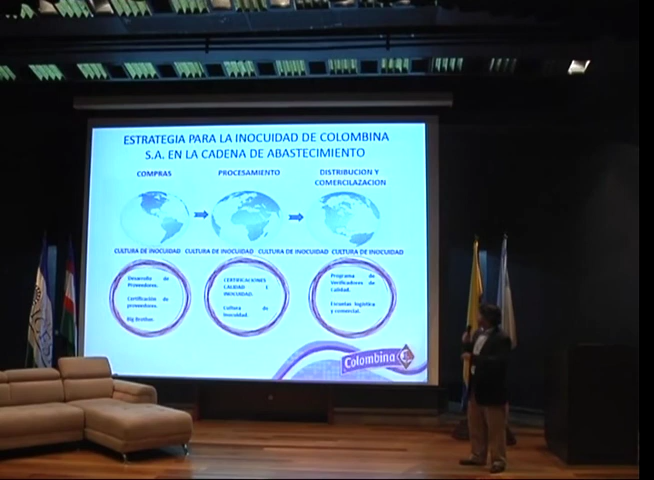 ESTRATEGIA PARA LA INOCUIDAD DE COLOMBINA
S.A. EN LA CADENA DE ABASTECIMIENTO
COMPRAS
PROCESAMIENTO
DISTRIBUCION Y
COMERCILAZACION
CULTURA DE INOCUIDAD CULTURA DE INOCUIDAD CULTURA DE INOCUIDAD CULTURA DE INOCUIDAD
Desarrollo de
Proveedores.
Certificación de
proveedores.
Big Brother.
CERTIFICACIONES
CALIDAD E
INOCUIDAD.
Cultura de
Inocuidad.
Programa de
Verificadores de
Calidad.
Escuelas logística
y comercial.
Colombina